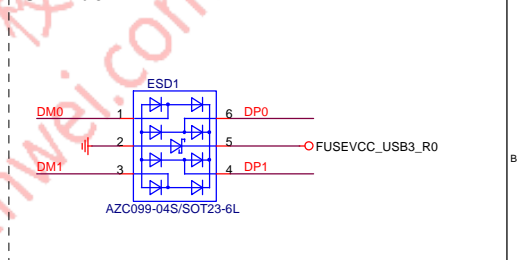 ESD1
DM0
1
6
DP0
2
5
FUSEVCC_USB3_R0
DM1
3
4
DP1
AZC099-04S/SOT23-6L
B